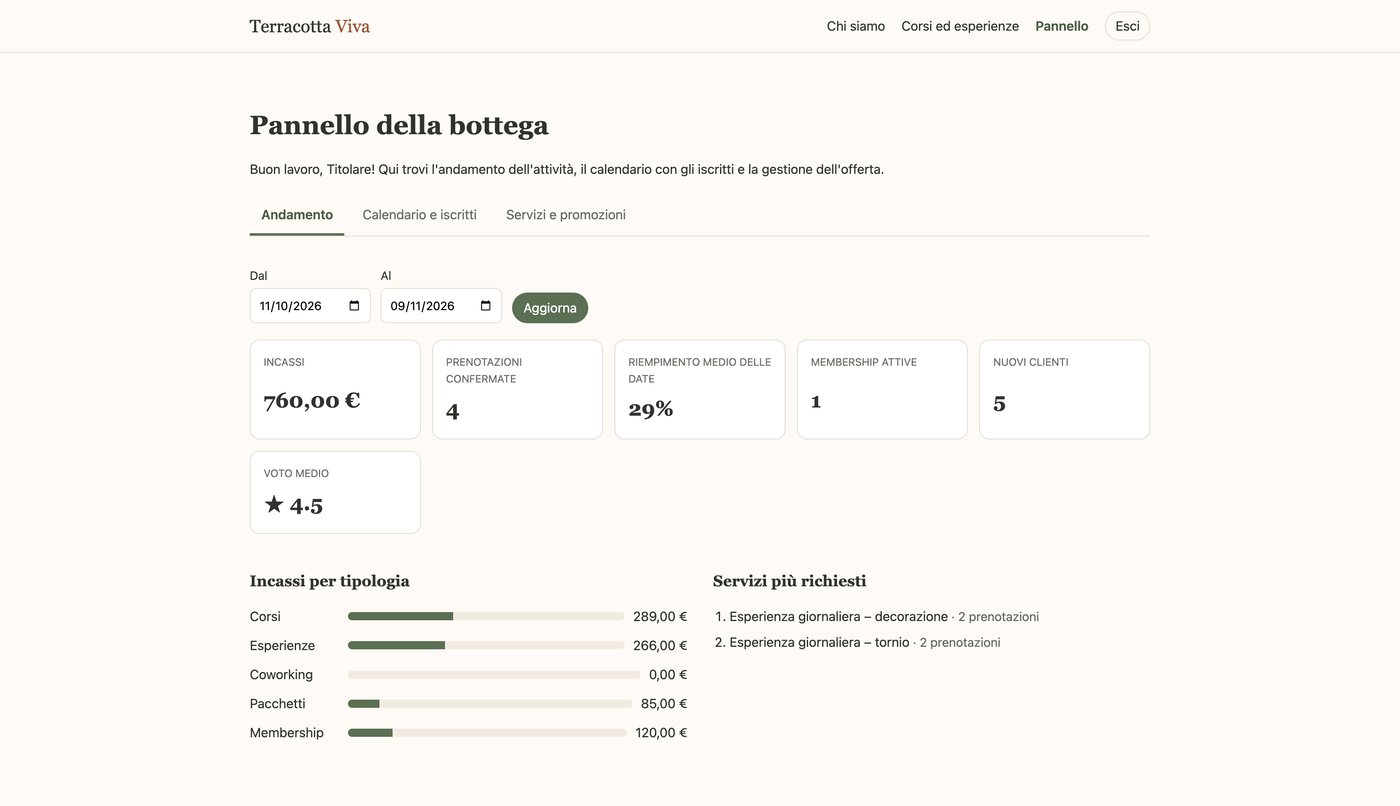 Terracotta Viva
Chi siamo
Corsi ed esperienze
Pannello
Esci
Pannello della bottega
Buon lavoro, Titolare! Qui trovi l'andamento dell'attività, il calendario con gli iscritti e la gestione dell'offerta.
Andamento
Calendario e iscritti
Servizi e promozioni
Dal
Al
11/10/2026
09/11/2026
Aggiorna
INCASSI
760,00 €
PRENOTAZIONI
CONFERMATE
4
RIEMPIMENTO MEDIO DELLE
DATE
29%
MEMBERSHIP ATTIVE
1
NUOVI CLIENTI
5
VOTO MEDIO
★ 4.5
Incassi per tipologia
Corsi 289,00 €
Esperienze 266,00 €
Coworking 0,00 €
Pacchetti 85,00 €
Membership 120,00 €
Servizi più richiesti
1. Esperienza giornaliera – decorazione · 2 prenotazioni
2. Esperienza giornaliera – tornio · 2 prenotazioni